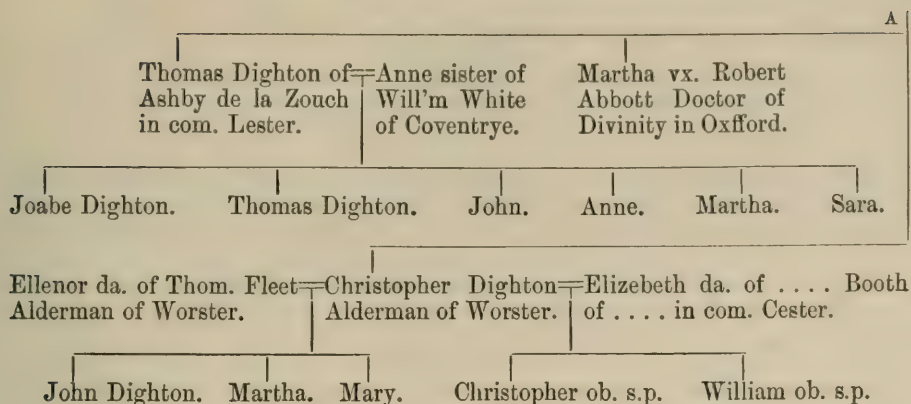 A
Thomas Dighton of
Ashby de la Zouch
in com. Lester.
Anne sister of
Will'm White
of Coventrye.
Martha vx. Robert
Abbott Doctor of
Divinity in Oxfford.
Joabe Dighton. Thomas Dighton. John. Anne. Martha. Sara.
Ellenor da. of Thom. Fleet
Alderman of Worster.
Christopher Dighton
Alderman of Worster.
Elizebeth da. of .... Booth
of .... in com. Cester.
John Dighton. Martha. Mary. Christopher ob. s.p. William ob. s.p.